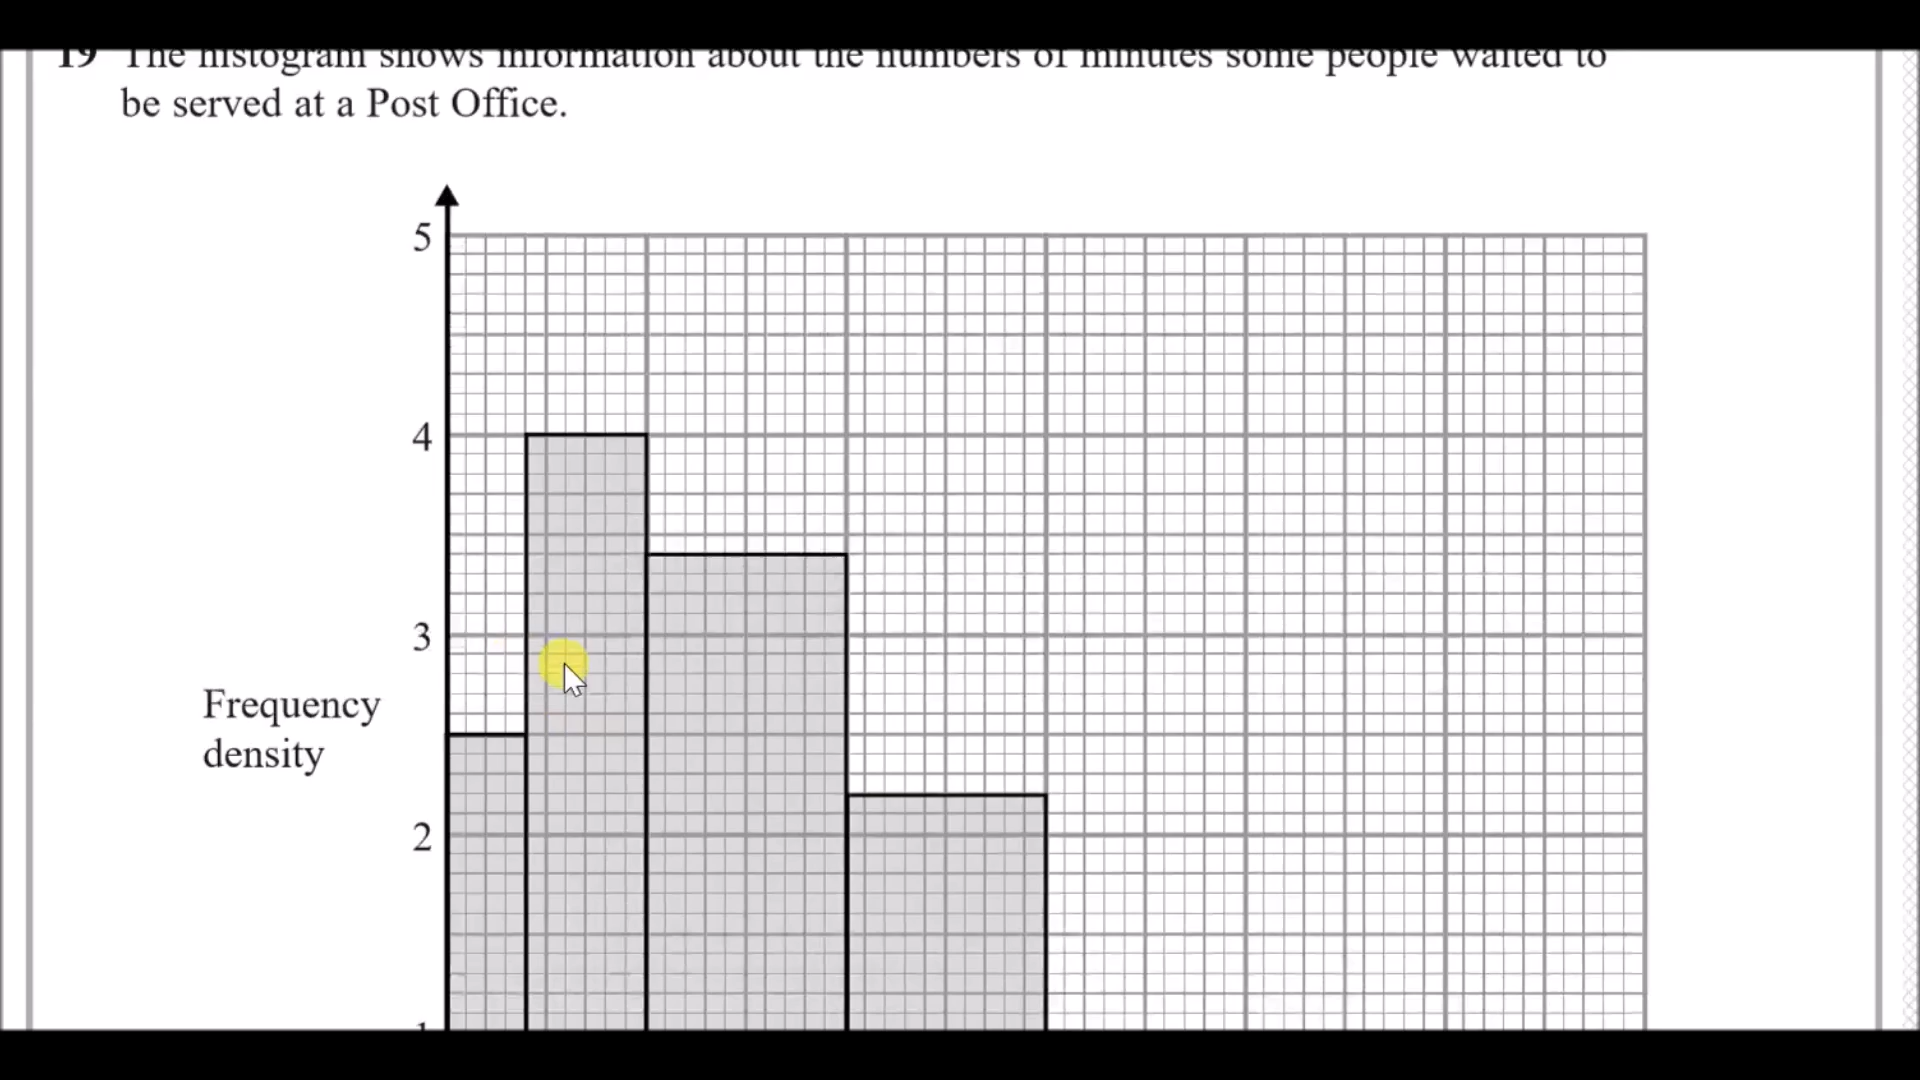 19 The histogram shows information about the numbers of minutes some people waited to
be served at a Post Office.
5
4
3
Frequency
density
2